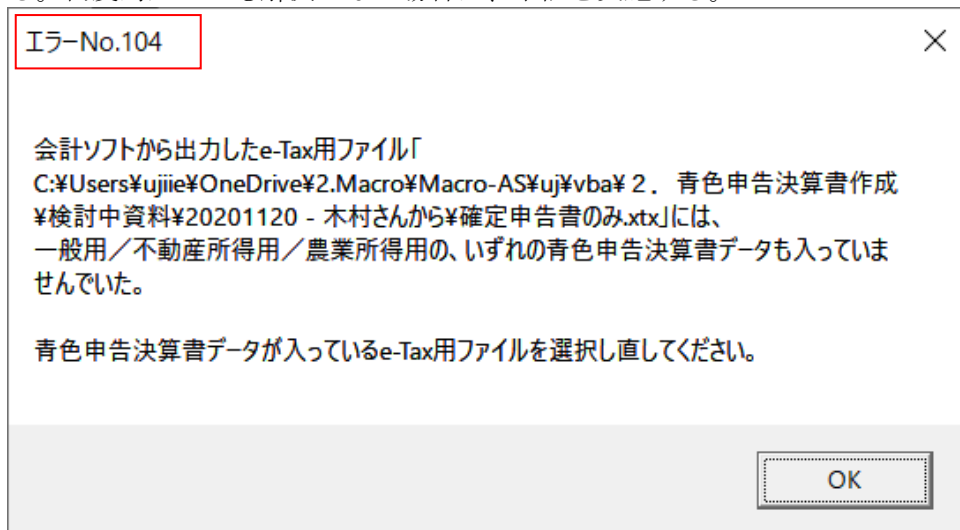 エラーNo.104
会計ソフトから出力したe-Tax用ファイル「
C:¥Users¥ujiie¥OneDrive¥2.Macro¥Macro-AS¥uj¥vba¥２．青色申告決算書作成
¥検討中資料¥20201120 - 木村さんから¥確定申告書のみ.xtx」には、
一般用／不動産所得用／農業所得用の、いずれの青色申告決算書データも入っていま
せんでいた。
青色申告決算書データが入っているe-Tax用ファイルを選択し直してください。
OK